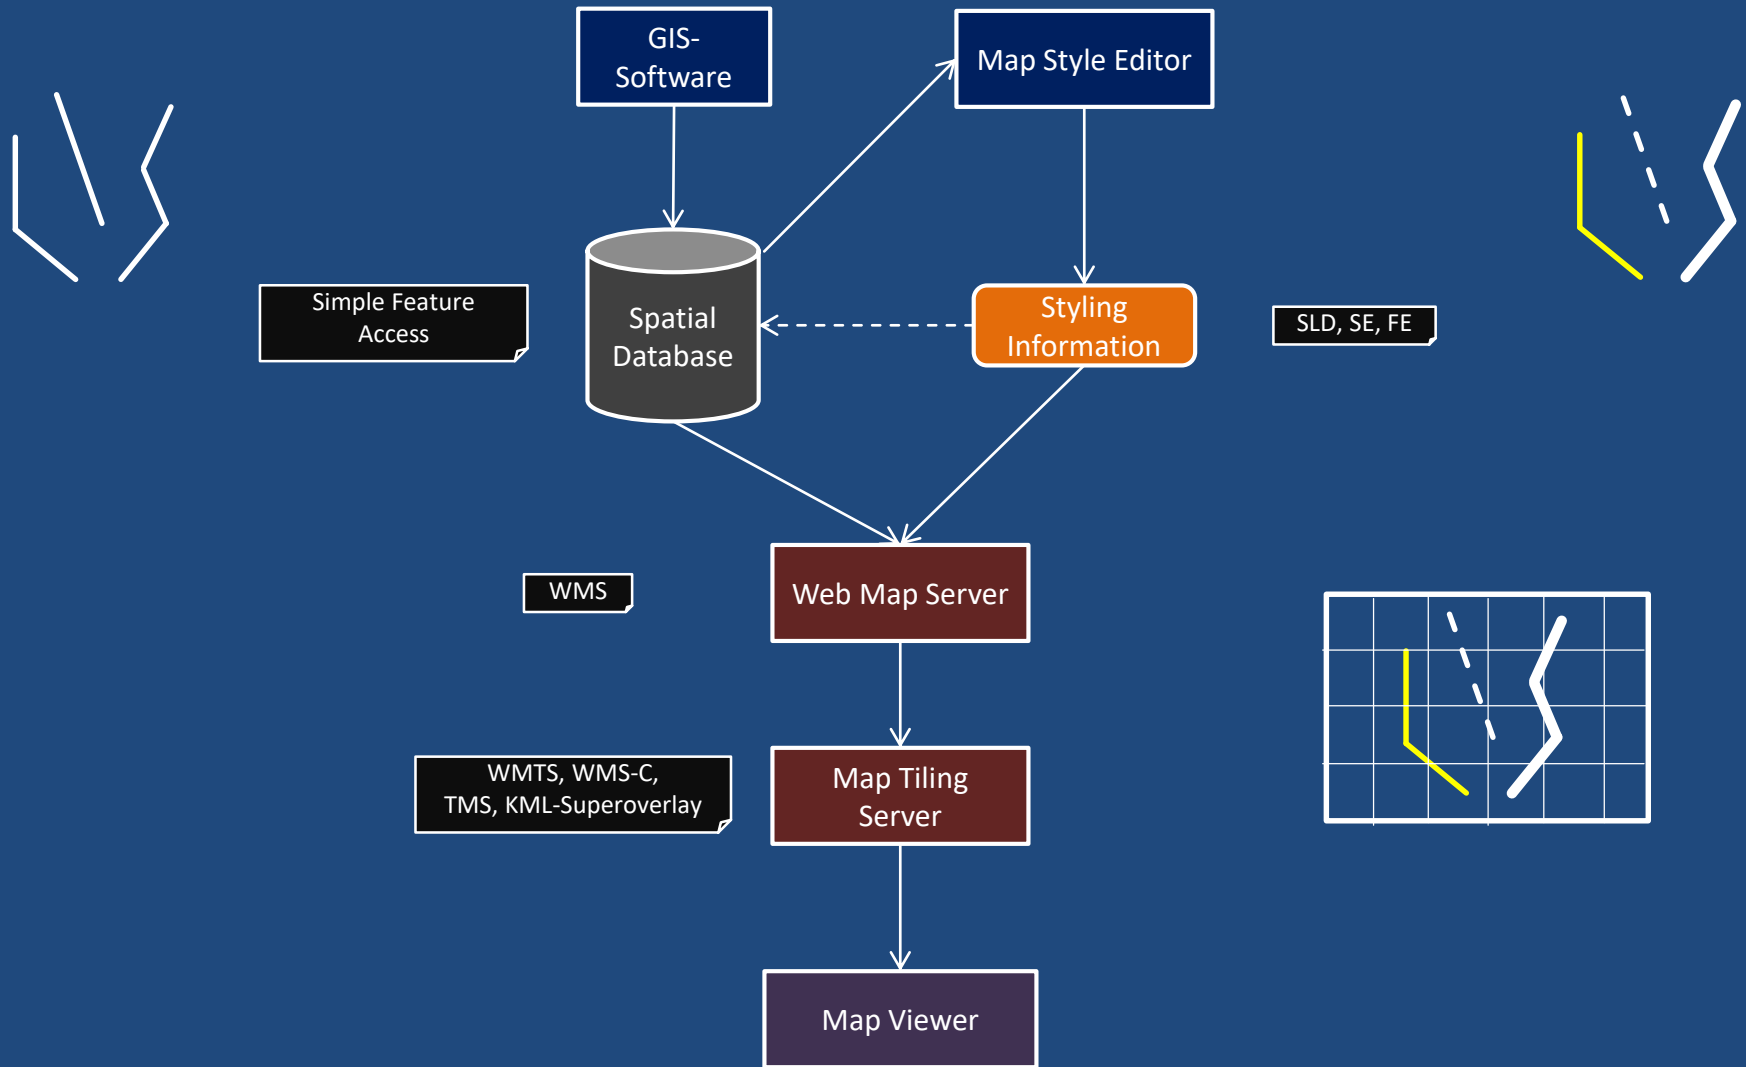 GIS-
Software
Map Style Editor
Simple Feature
Access
Spatial
Database
Styling
Information
SLD, SE, FE
WMS
Web Map Server
WMTS, WMS-C,
TMS, KML-Superoverlay
Map Tiling
Server
Map Viewer